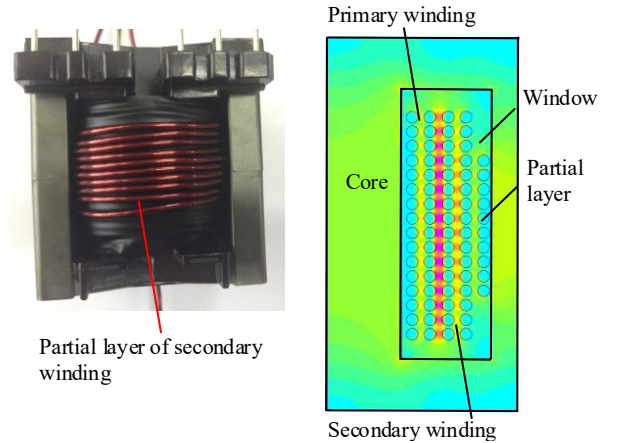 Primary winding
Window
Partial
layer
Core
Partial layer of secondary
winding
Secondary winding